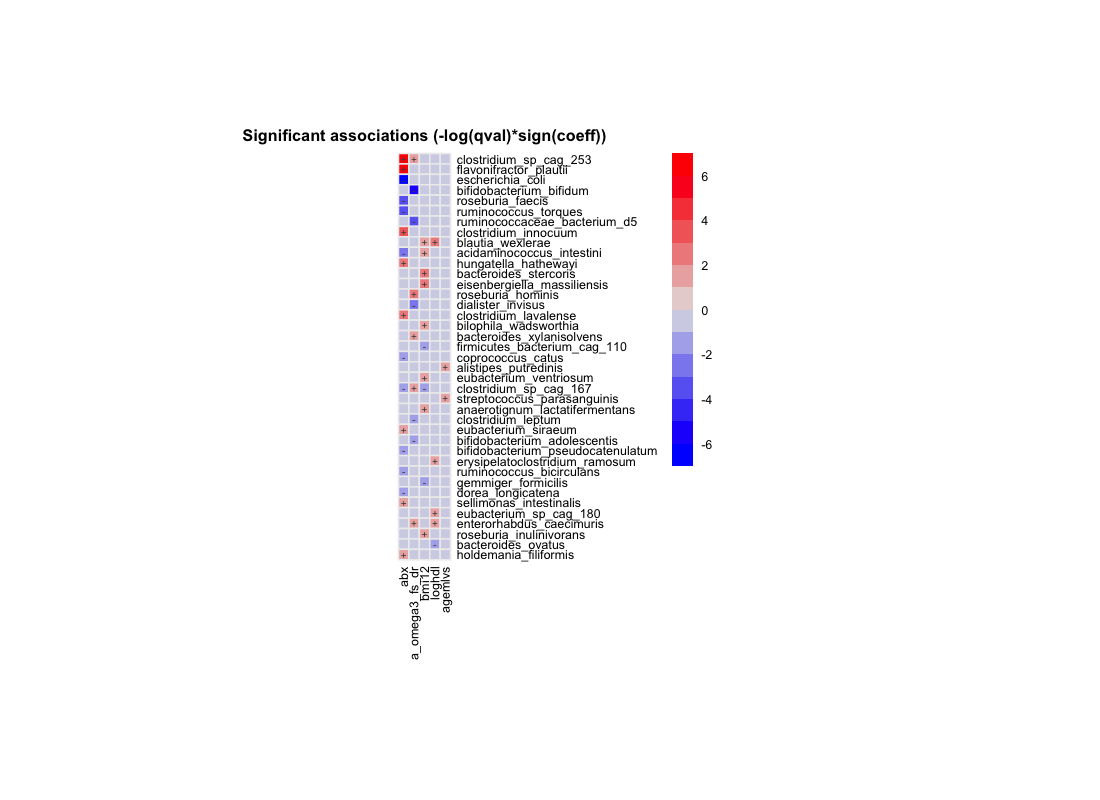 Significant associations (-log(qval)*sign(coeff))
clostridium_sp_cag_253
flavonifractor_plautii
escherichia_coli
bifidobacterium_bifidum
roseburia_faecis
ruminococcus_torques
ruminococcaceae_bacterium_d5
clostridium_innocuum
blautia_wexlerae
acidaminococcus_intestini
hungatella_hathewayi
bacteroides_stercoris
eisenbergiella_massiliensis
roseburia_hominis
dialister_invisus
clostridium_lavalense
bilophila_wadsworthia
bacteroides_xylanisolvens
firmicutes_bacterium_cag_110
coprococcus_catus
alistipes_putredinis
eubacterium_ventriosum
clostridium_sp_cag_167
streptococcus_parasanguinis
anaerotignum_lactatifermentans
clostridium_leptum
eubacterium_siraeum
bifidobacterium_adolescentis
bifidobacterium_pseudocatenulatum
erysipelatoclostridium_ramosum
ruminococcus_bicirculans
gemmiger_formicilis
dorea_longicatena
sellimonas_intestinalis
eubacterium_sp_cag_180
enterorhabdus_caecimuris
roseburia_inulinivorans
bacteroides_ovatus
holdemania_filiformis
abx
a_omega3_fs_dr
bmi12
loghdl
agemlvs
6
4
2
0
-2
-4
-6